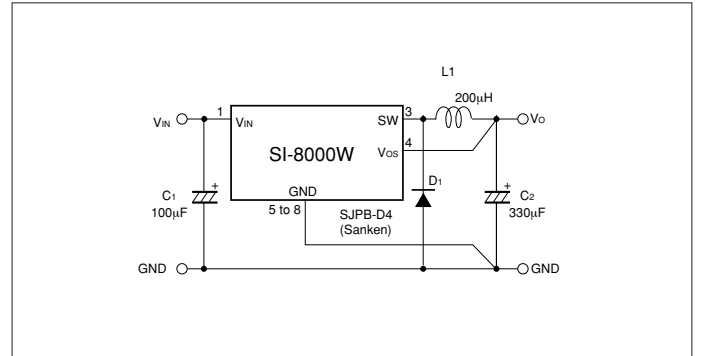 L1
200μH
VIN
1
VIN
SW
3
VO
SI-8000W
VOS
4
GND
5 to 8
D1
SJPB-D4
(Sanken)
C1
+
100μF
+
C2
330μF
GND
GND